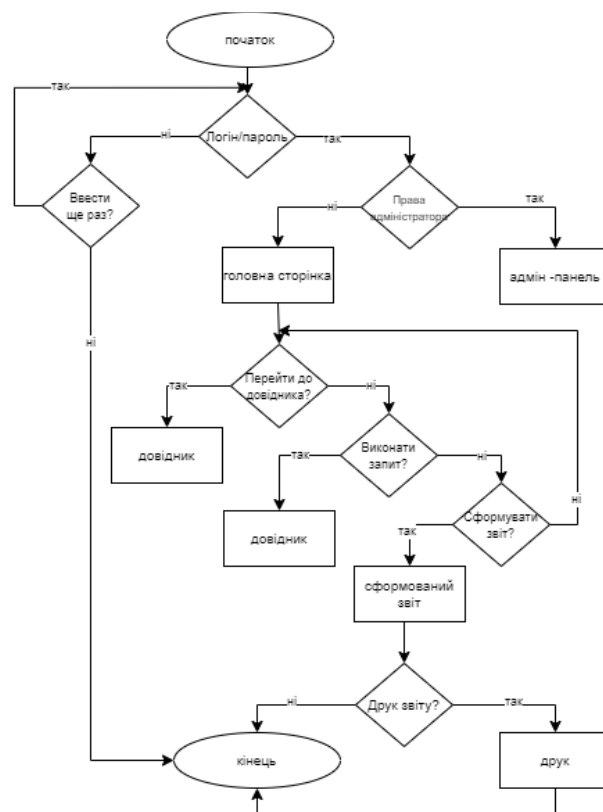 початок
так
Логін/пароль
ні
так
Ввести
ще раз?
Права
адміністратора
ні
так
головна сторінка
адмін -панель
ні
Перейти до
довідника?
так
ні
довідник
Виконати
запит?
так
ні
ні
довідник
Сформувати
звіт?
так
сформований
звіт
Друк звіту?
ні
так
кінець
друк